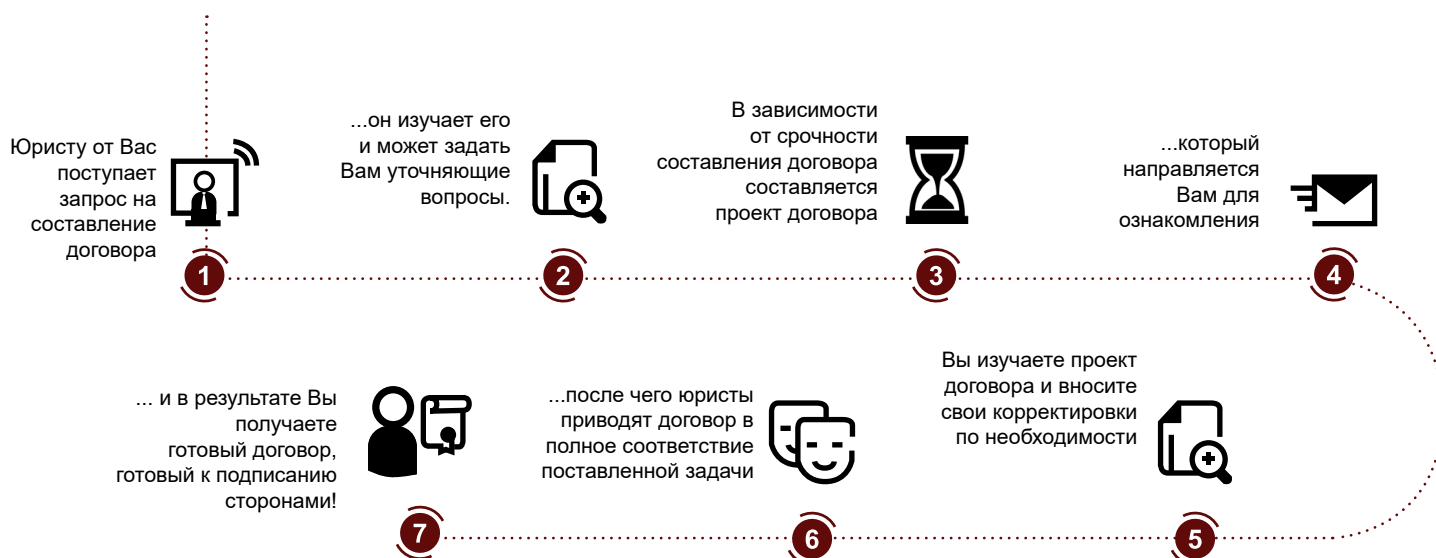 Юристу от Вас
поступает
запрос на
составление
договора
1
...он изучает его
и может задать
Вам уточняющие
вопросы.
2
В зависимости
от срочности
составления договора
составляется
проект договора
3
...который
направляется
Вам для
ознакомления
4
Вы изучаете проект
договора и вносите
свои корректировки
по необходимости
5
...после чего юристы
приводят договор в
полное соответствие
поставленной задачи
6
... и в результате Вы
получаете
готовый договор,
готовый к подписанию
сторонами!
7